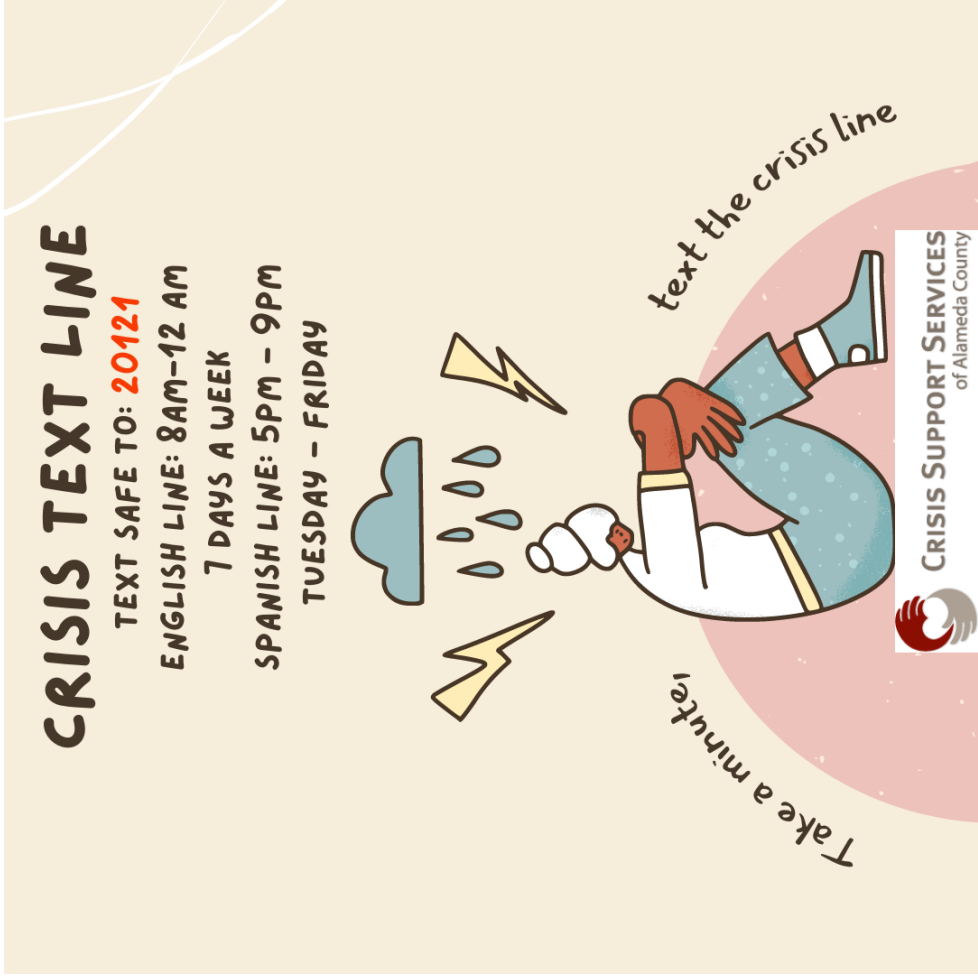 CRISIS TEXT LINE
TEXT SAFE TO: 20121
ENGLISH LINE: 8AM-12 AM
7 DAYS A WEEK
SPANISH LINE: 5PM - 9PM
TUESDAY - FRIDAY
Take a minute,
text the crisis line
CRISIS SUPPORT SERVICES
of Alameda County